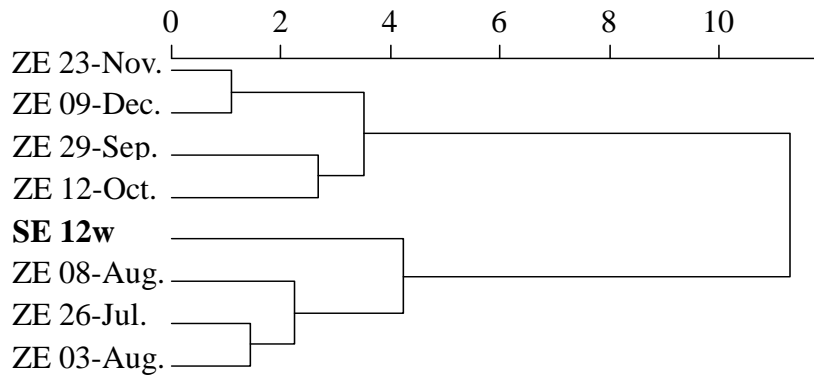 0 2 4 6 8 10
ZE 23-Nov.
ZE 09-Dec.
ZE 29-Sep.
ZE 12-Oct.
SE 12w
ZE 08-Aug.
ZE 26-Jul.
ZE 03-Aug.